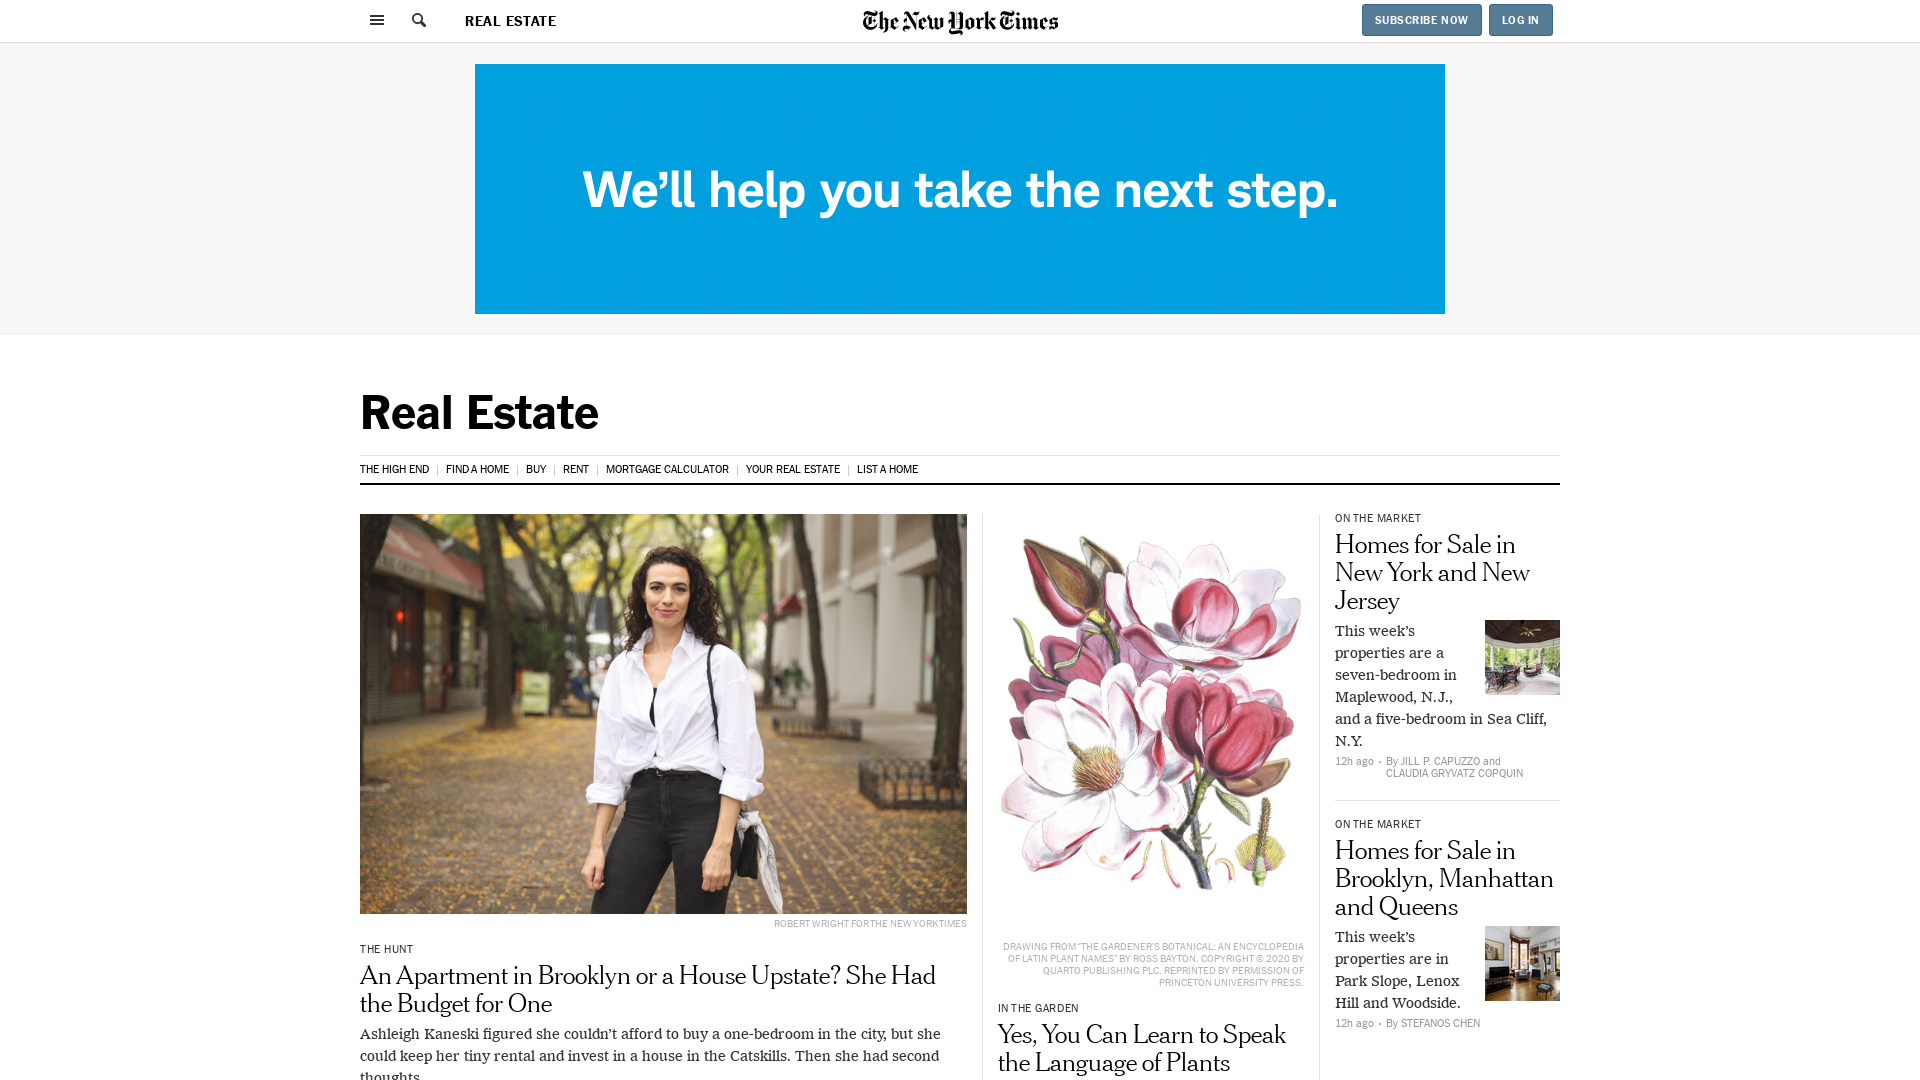 REAL ESTATE
The New York Times
SUBSCRIBE NOW
LOG IN
We'll help you take the next step.
Real Estate
THE HIGH END
FIND A HOME
BUY
RENT
MORTGAGE CALCULATOR
YOUR REAL ESTATE
LIST A HOME
ROBERT WRIGHT FOR THE NEW YORK TIMES
THE HUNT
An Apartment in Brooklyn or a House Upstate? She Had
the Budget for One
Ashleigh Kaneski figured she couldn't afford to buy a one-bedroom in the city, but she
could keep her tiny rental and invest in a house in the Catskills. Then she had second
thoughts.
DRAWING FROM "THE GARDENER'S BOTANICAL: AN ENCYCLOPEDIA
OF LATIN PLANT NAMES" BY ROSS BAYTON. COPYRIGHT © 2020 BY
QUARTO PUBLISHING PLC. REPRINTED BY PERMISSION OF
PRINCETON UNIVERSITY PRESS.
IN THE GARDEN
Yes, You Can Learn to Speak
the Language of Plants
ON THE MARKET
Homes for Sale in
New York and New
Jersey
This week's
properties are a
seven-bedroom in
Maplewood, N.J.,
and a five-bedroom in Sea Cliff,
N.Y.
12h ago · By JILL P. CAPUZZO and
CLAUDIA GRYVATZ COPQUIN
ON THE MARKET
Homes for Sale in
Brooklyn, Manhattan
and Queens
This week's
properties are in
Park Slope, Lenox
Hill and Woodside.
12h ago · By STEFANOS CHEN